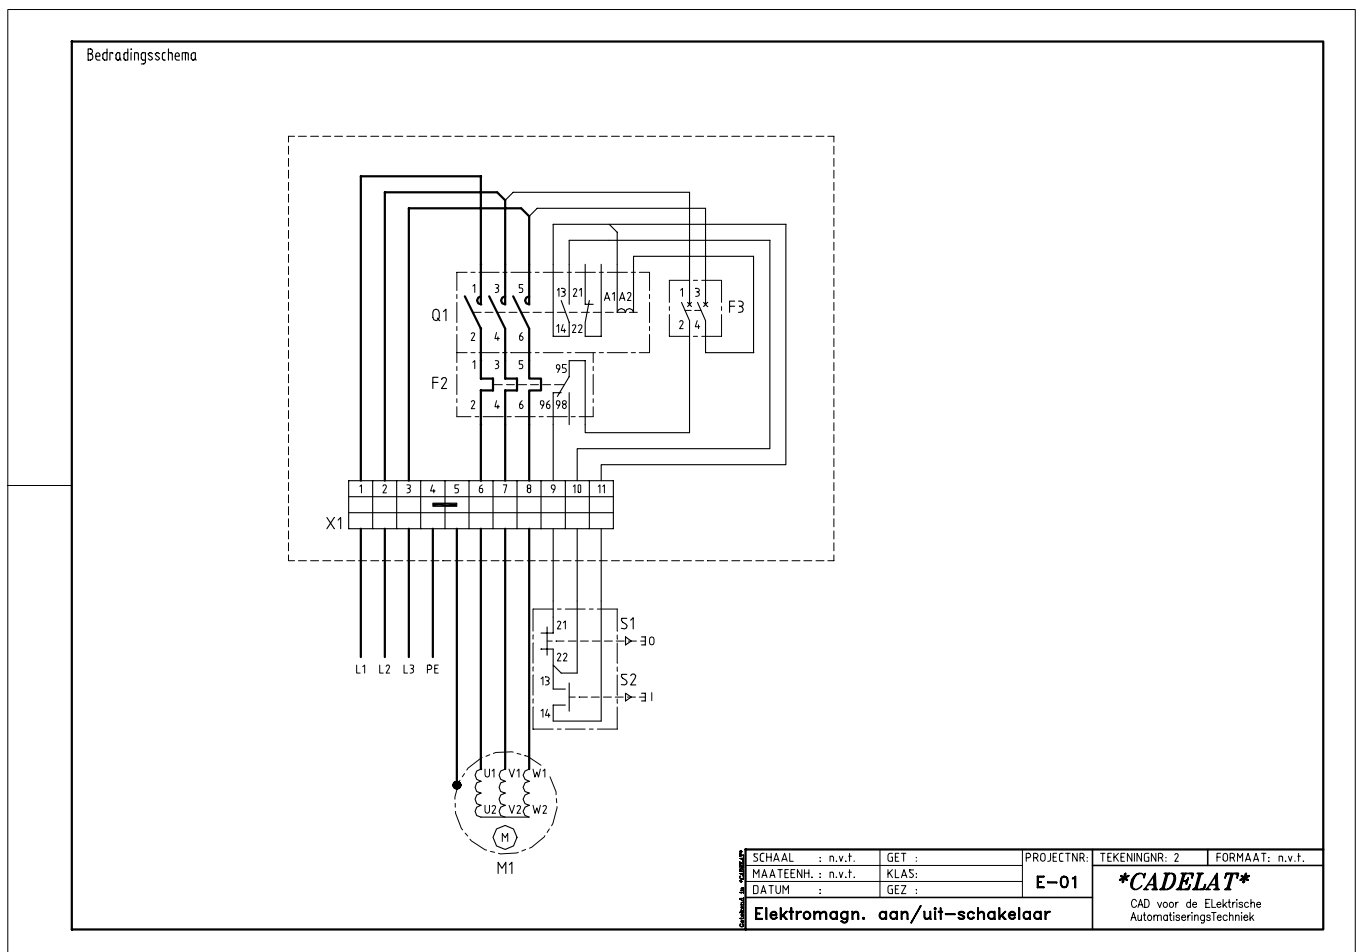 Bedradingsschema
1 3 5 13 21 A1 A2 1 3
Q1 F3
2 4 6 14 22 2 4
1 3 5 95
F2
2 4 6 96 98
1 2 3 4 5 6 7 8 9 10 11
X1
21 S1
O
22
L1 L2 L3 PE
13 S2
I
14
U1 V1 W1
U2 V2 W2
M
M1
Getekend in *CADELAT*
SCHAAL : n.v.t. GET : PROJECTNR: TEKENINGNR: 2 FORMAAT: n.v.t.
MAATEENH. : n.v.t. KLAS:
E-01 *CADELAT*
DATUM : GEZ :
CAD voor de ELektrische
Elektromagn. aan/uit-schakelaar
AutomatiseringsTechniek